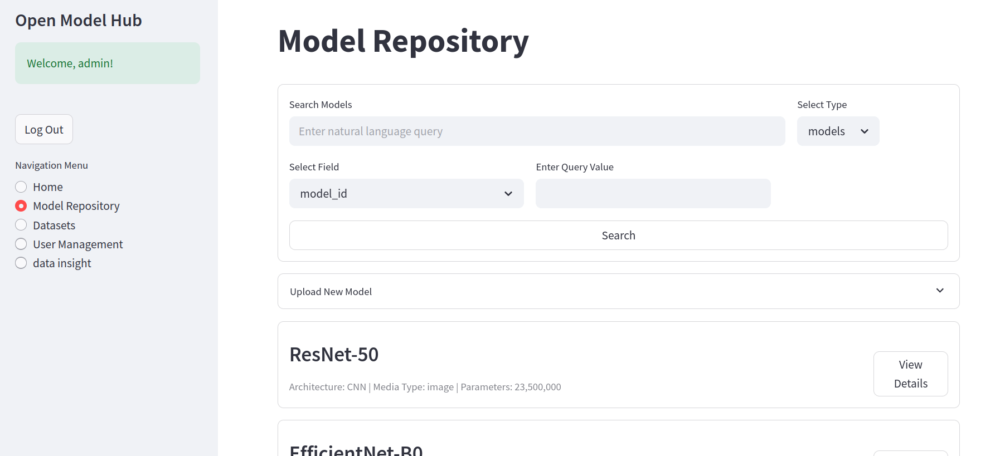 Open Model Hub
Welcome, admin!
Log Out
Navigation Menu
Home
Model Repository
Datasets
User Management
data insight
Model Repository
Search Models
Select Type
Enter natural language query
models
Select Field
Enter Query Value
model_id
Search
Upload New Model
ResNet-50
Architecture: CNN | Media Type: image | Parameters: 23,500,000
View
Details
EfficientNet-B0